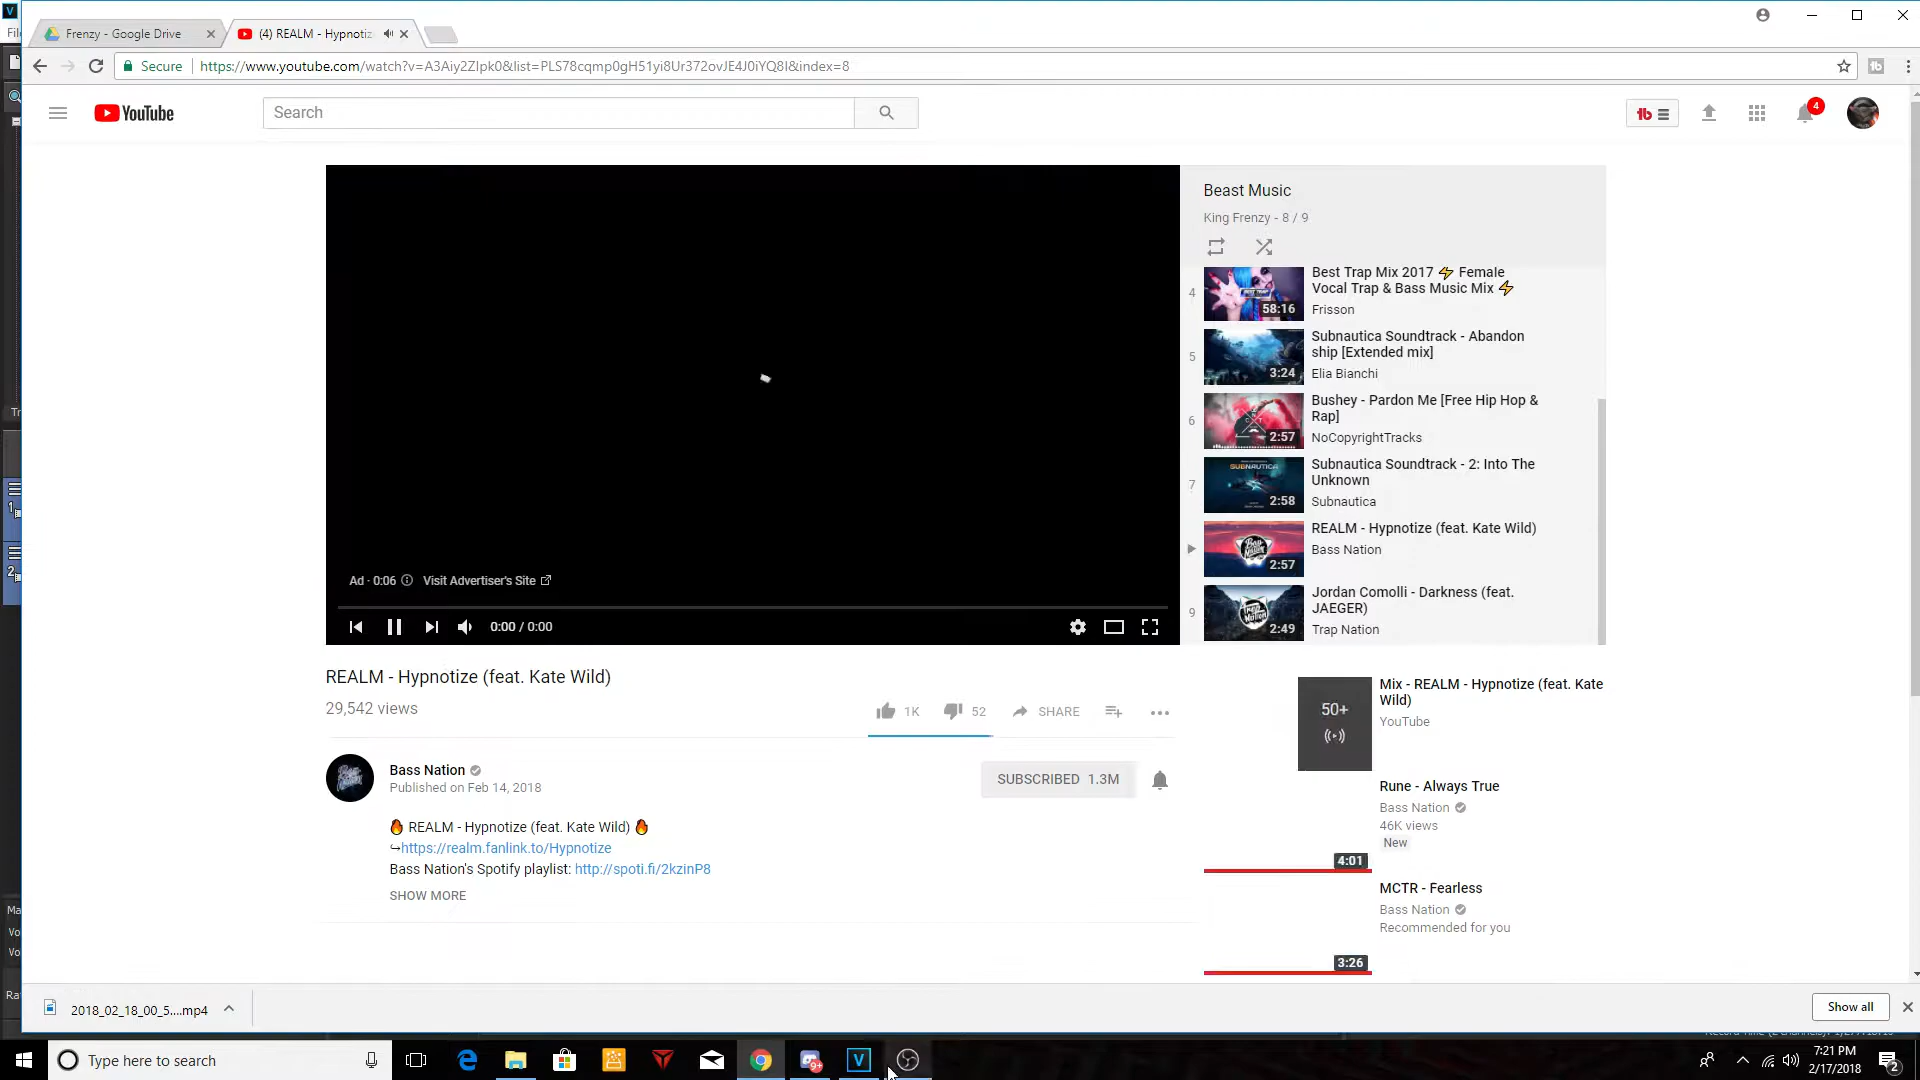 Frenzy - Google Drive
(4) REALM - Hypnotiz
Secure
https://www.youtube.com/watch?v=A3Aiy2ZIpk0&list=PLS78cqmp0gH51yi8Ur372ovJE4J0iYQ8I&index=8
YouTube
Search
4
Beast Music
King Frenzy - 8 / 9
4
58:16
Best Trap Mix 2017 ⚡ Female
Vocal Trap & Bass Music Mix ⚡
Frisson
5
3:24
Subnautica Soundtrack - Abandon
ship [Extended mix]
Elia Bianchi
6
2:57
Bushey - Pardon Me [Free Hip Hop &
Rap]
NoCopyrightTracks
7
SUBNAUTICA
2:58
Subnautica Soundtrack - 2: Into The
Unknown
Subnautica
2:57
REALM - Hypnotize (feat. Kate Wild)
Bass Nation
9
2:49
Jordan Comolli - Darkness (feat.
JAEGER)
Trap Nation
Ad · 0:06
Visit Advertiser's Site
0:00 / 0:00
REALM - Hypnotize (feat. Kate Wild)
29,542 views
1K
52
SHARE
Bass Nation
Published on Feb 14, 2018
SUBSCRIBED 1.3M
🔥 REALM - Hypnotize (feat. Kate Wild) 🔥
↪https://realm.fanlink.to/Hypnotize
Bass Nation's Spotify playlist: http://spoti.fi/2kzinP8
SHOW MORE
50+
Mix - REALM - Hypnotize (feat. Kate
Wild)
YouTube
Rune - Always True
Bass Nation
46K views
New
4:01
MCTR - Fearless
Bass Nation
Recommended for you
3:26
2018_02_18_00_5....mp4
Show all
Type here to search
7:21 PM
2/17/2018
2